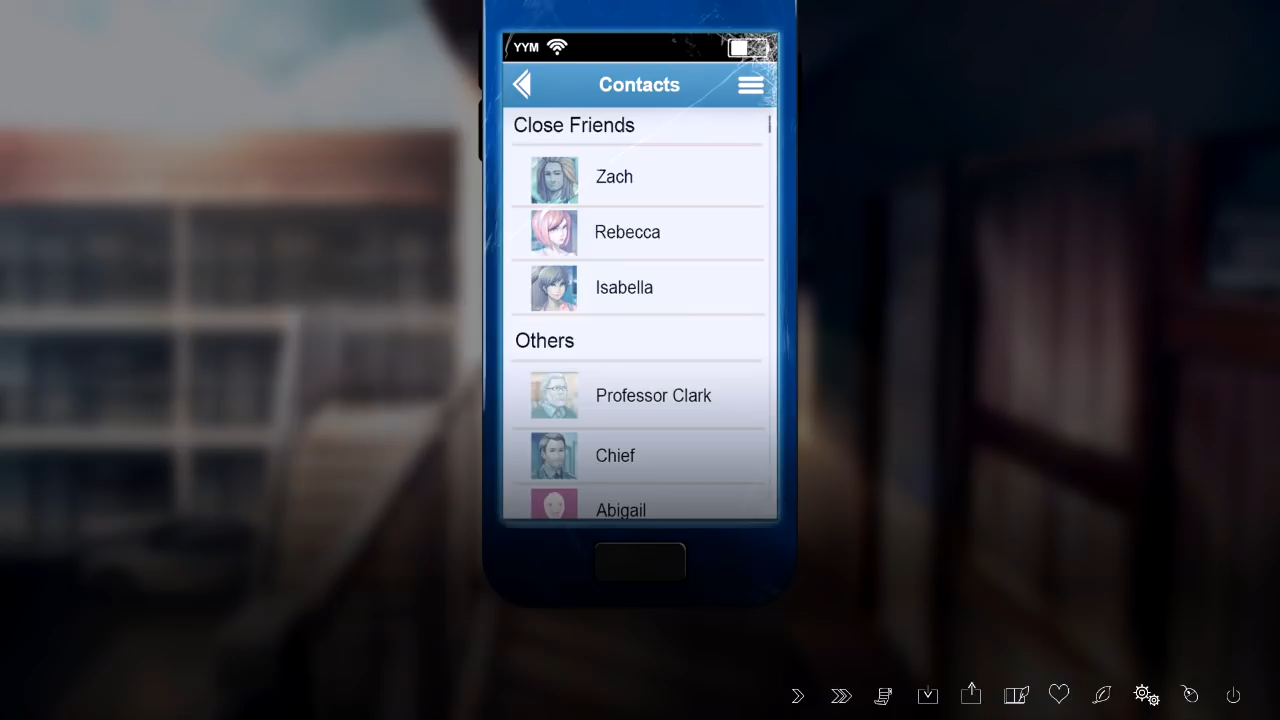 YYM
Contacts
Close Friends
Zach
Rebecca
Isabella
Others
Professor Clark
Chief
Abigail